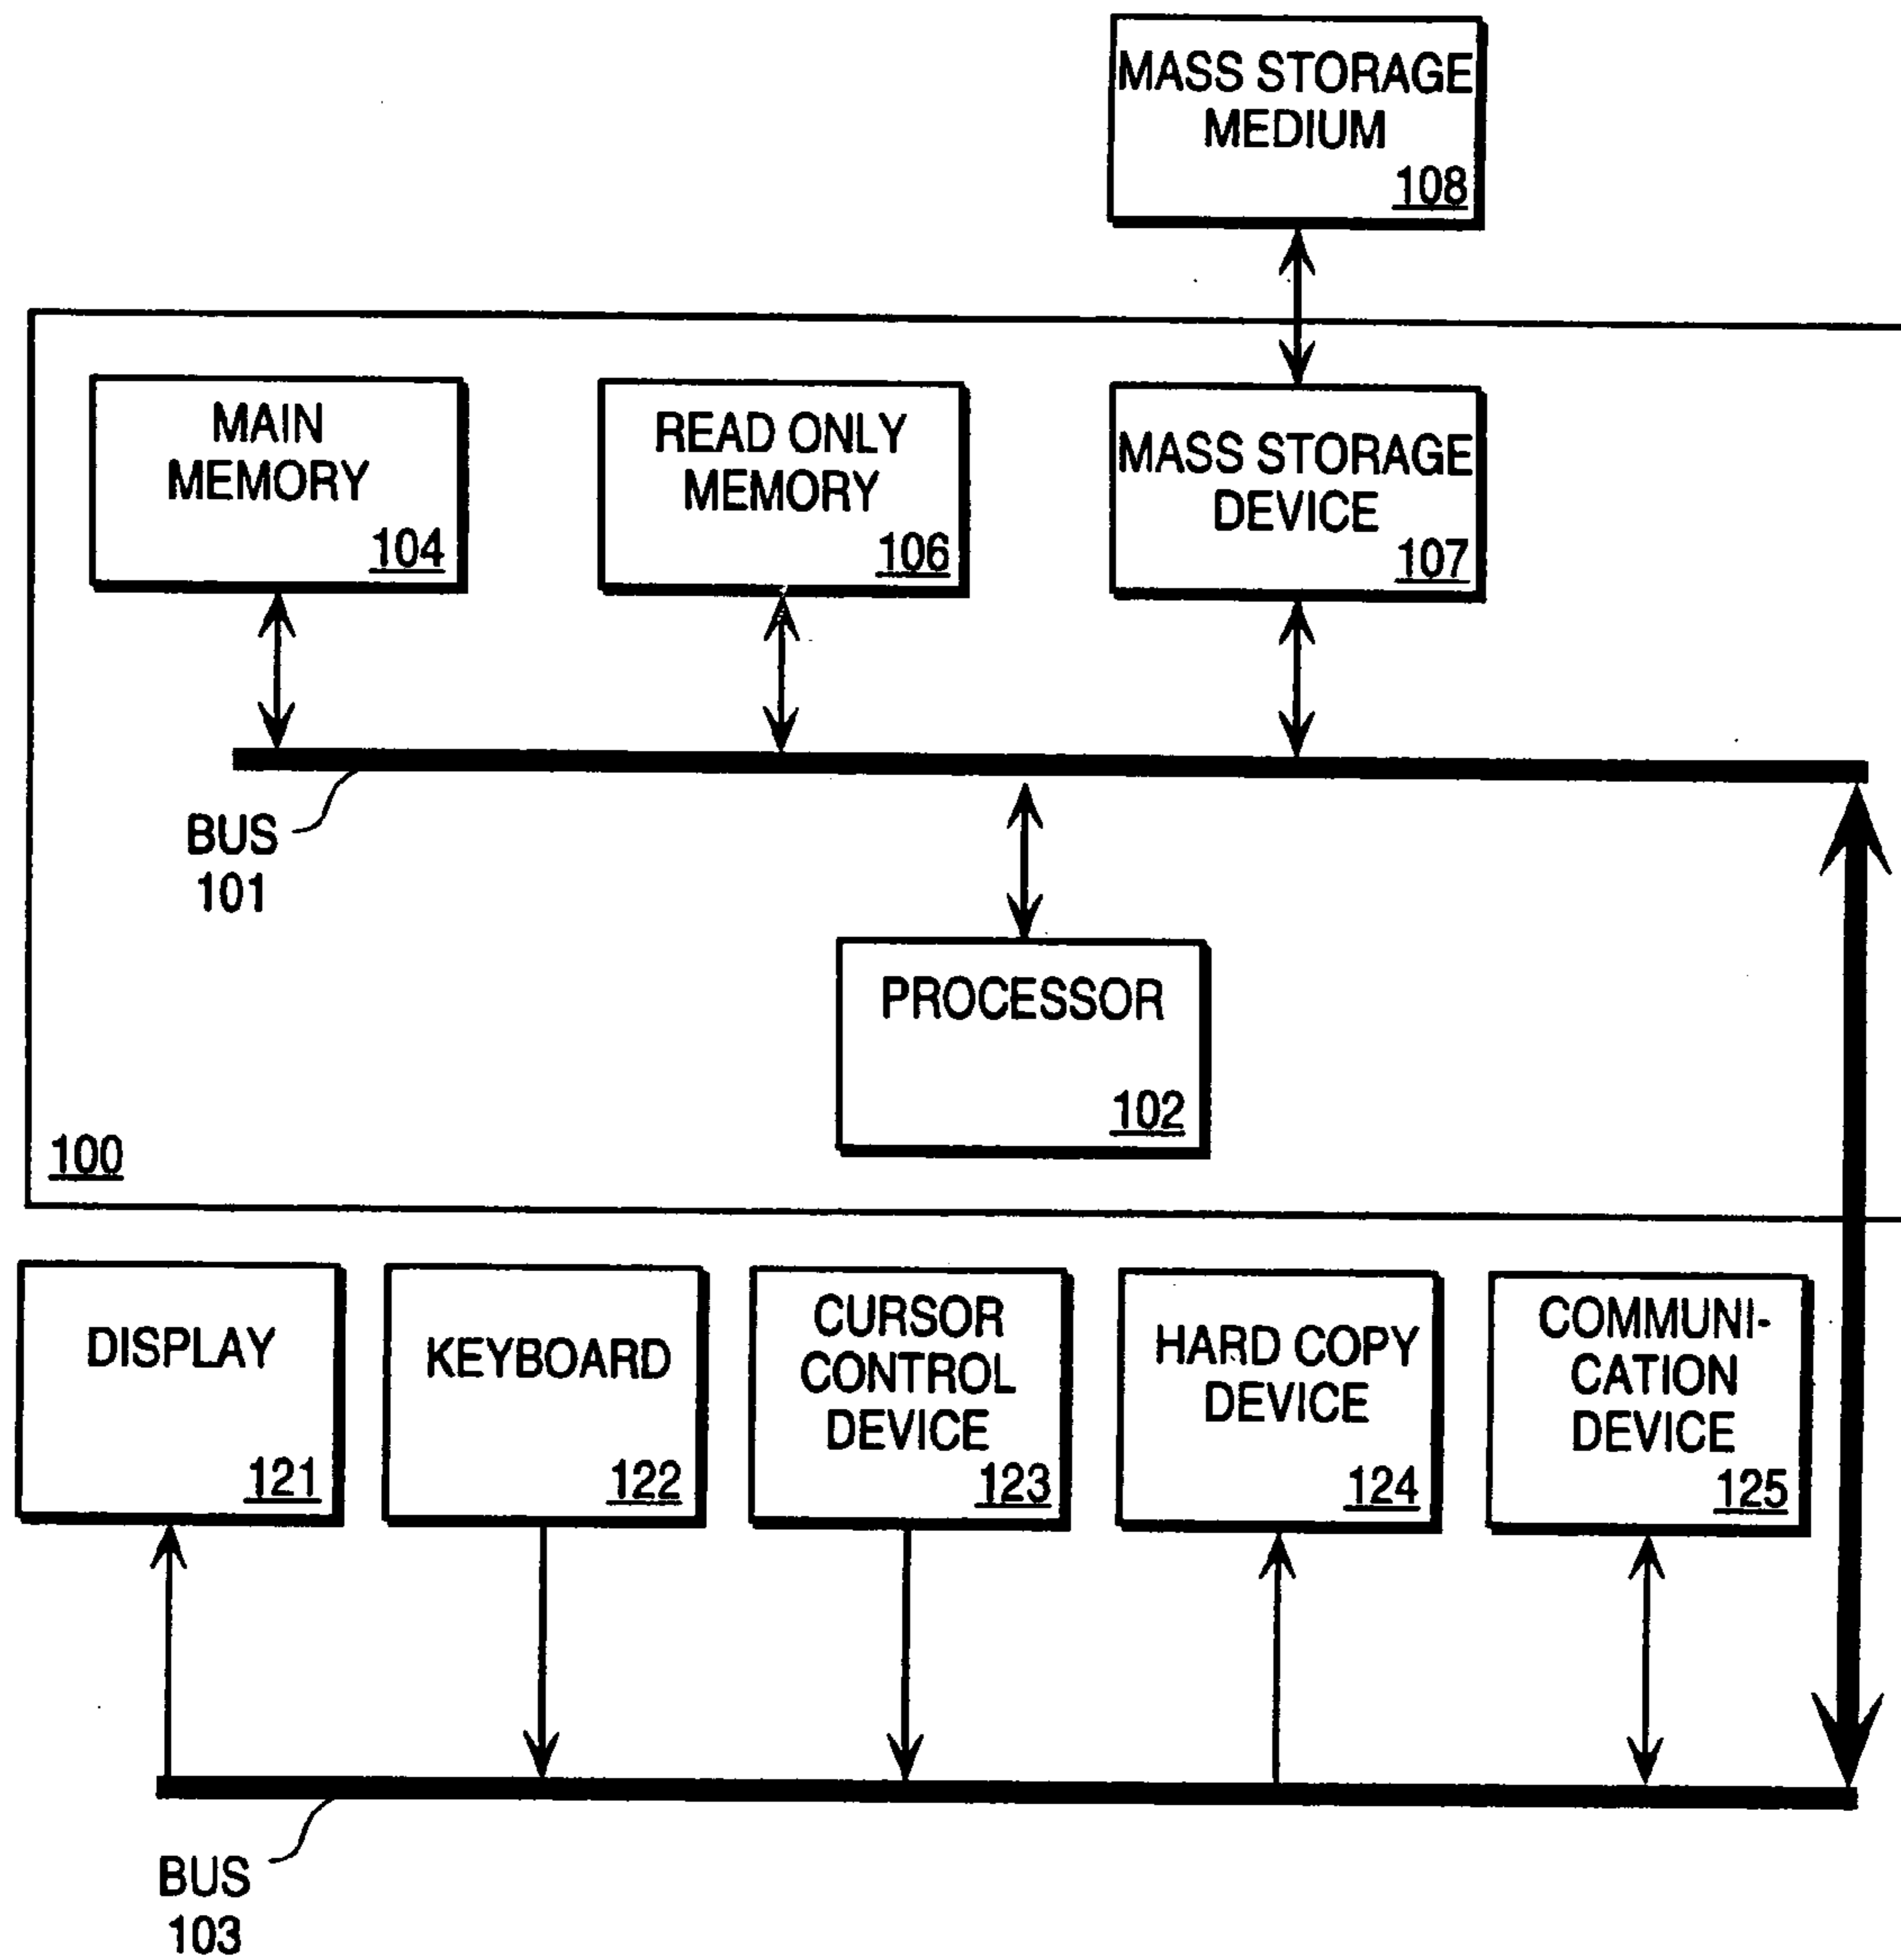 MASS STORAGE
MEDIUM
108
MAIN
MEMORY
104
READ ONLY
MEMORY
106
MASS STORAGE
DEVICE
107
BUS
101
PROCESSOR
102
100
DISPLAY
121
KEYBOARD
122
CURSOR
CONTROL
DEVICE
123
HARD COPY
DEVICE
124
COMMUNI-
CATION
DEVICE
125
BUS
103